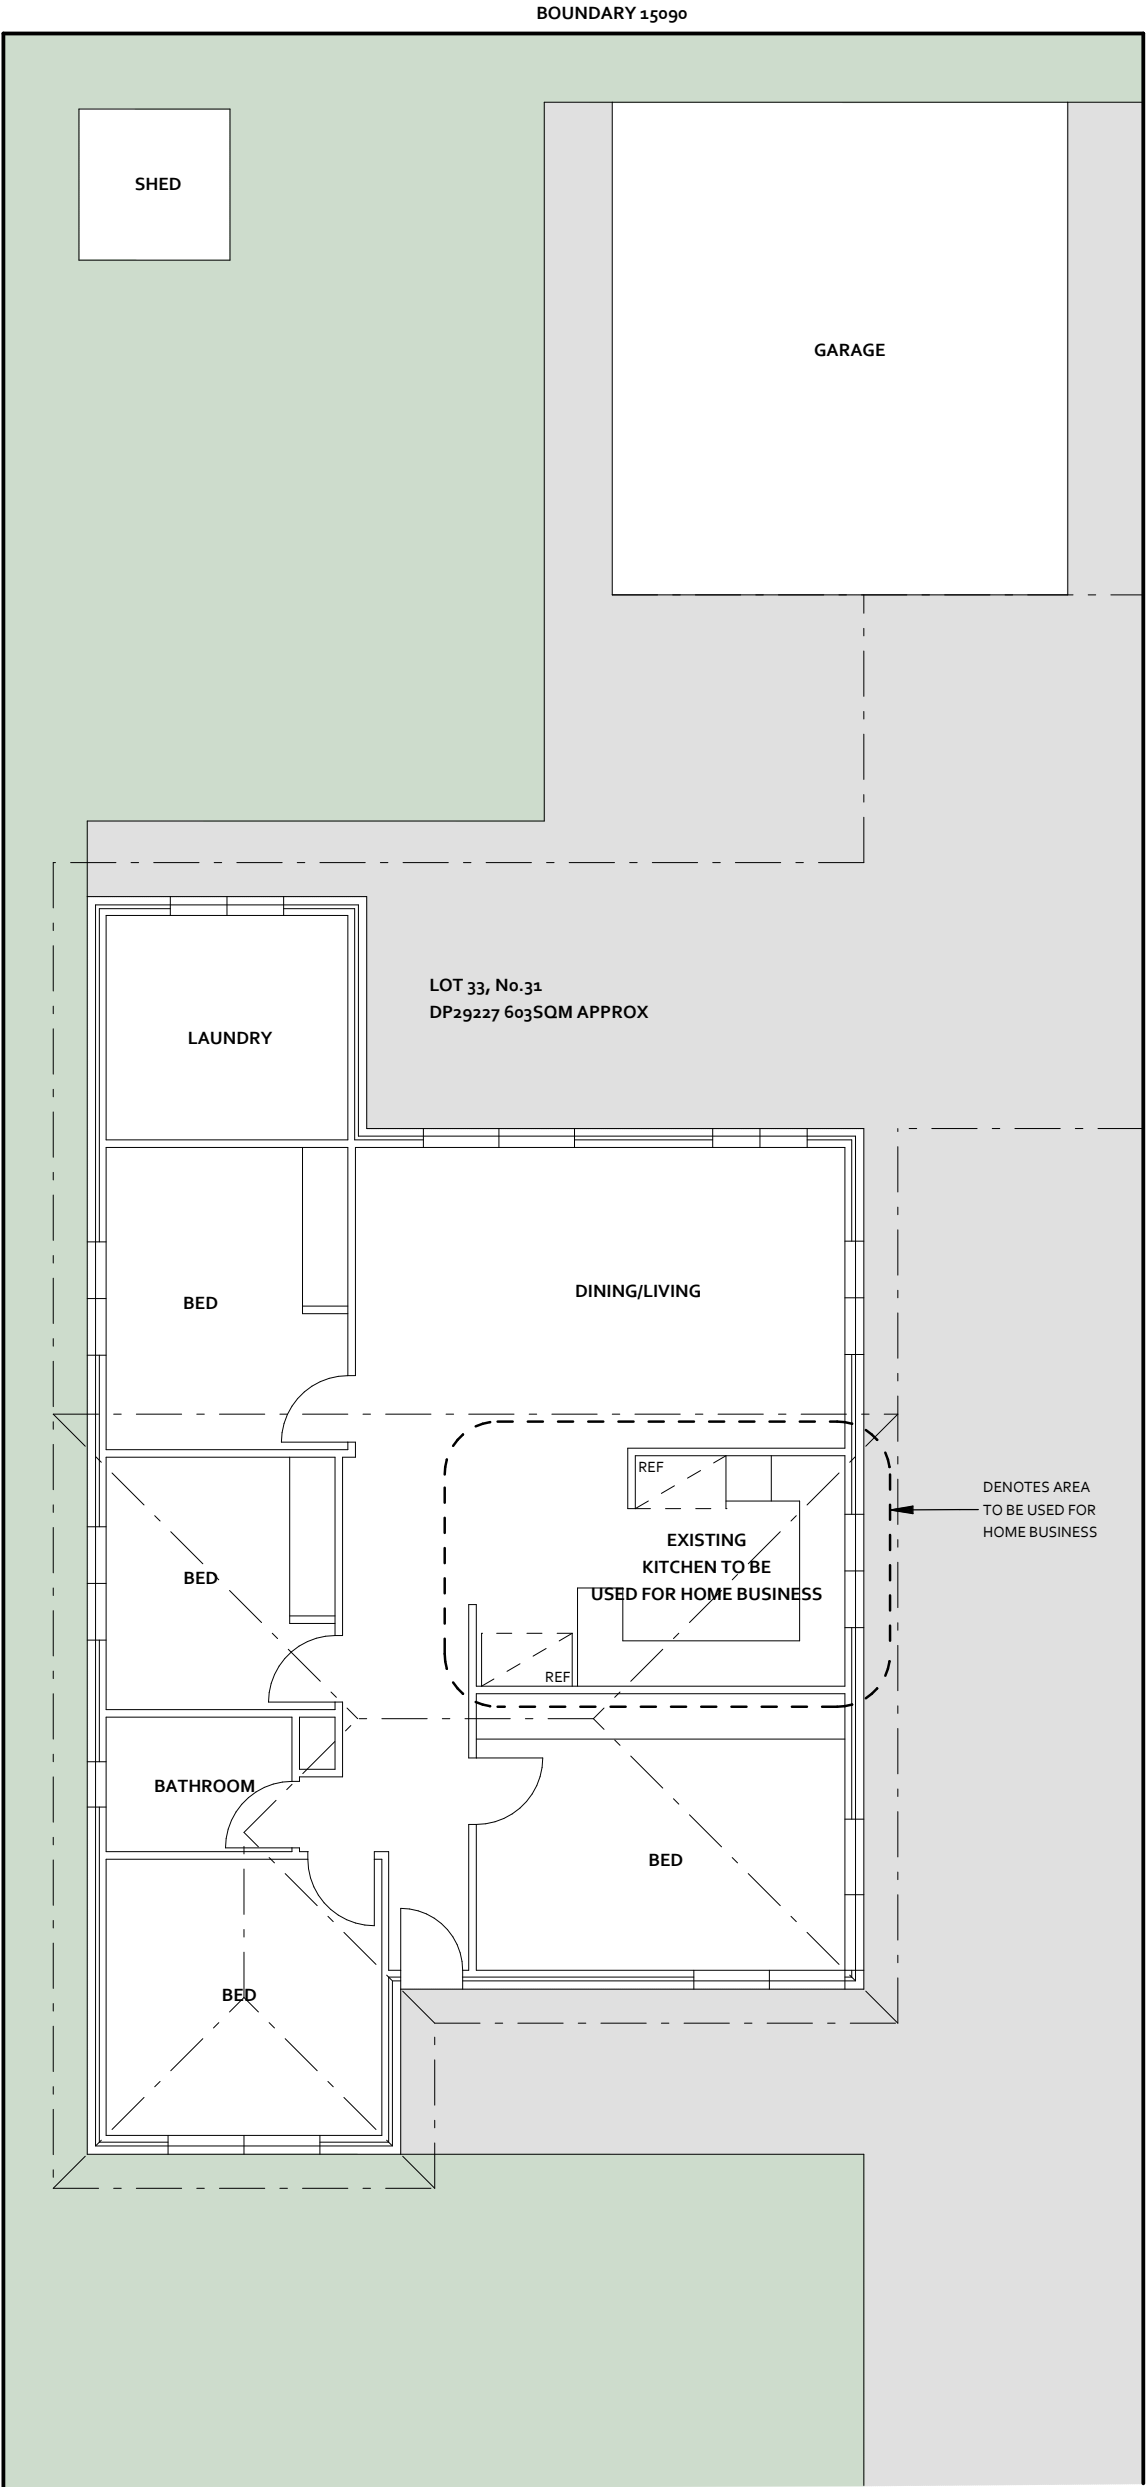 BOUNDARY 15090
SHED
GARAGE
LOT 33, No.31
DP29227 603SQM APPROX
LAUNDRY
DINING/LIVING
BED
REF
DENOTES AREA
TO BE USED FOR
HOME BUSINESS
EXISTING
KITCHEN TO BE
USED FOR HOME BUSINESS
BED
REF
BATHROOM
BED
BED